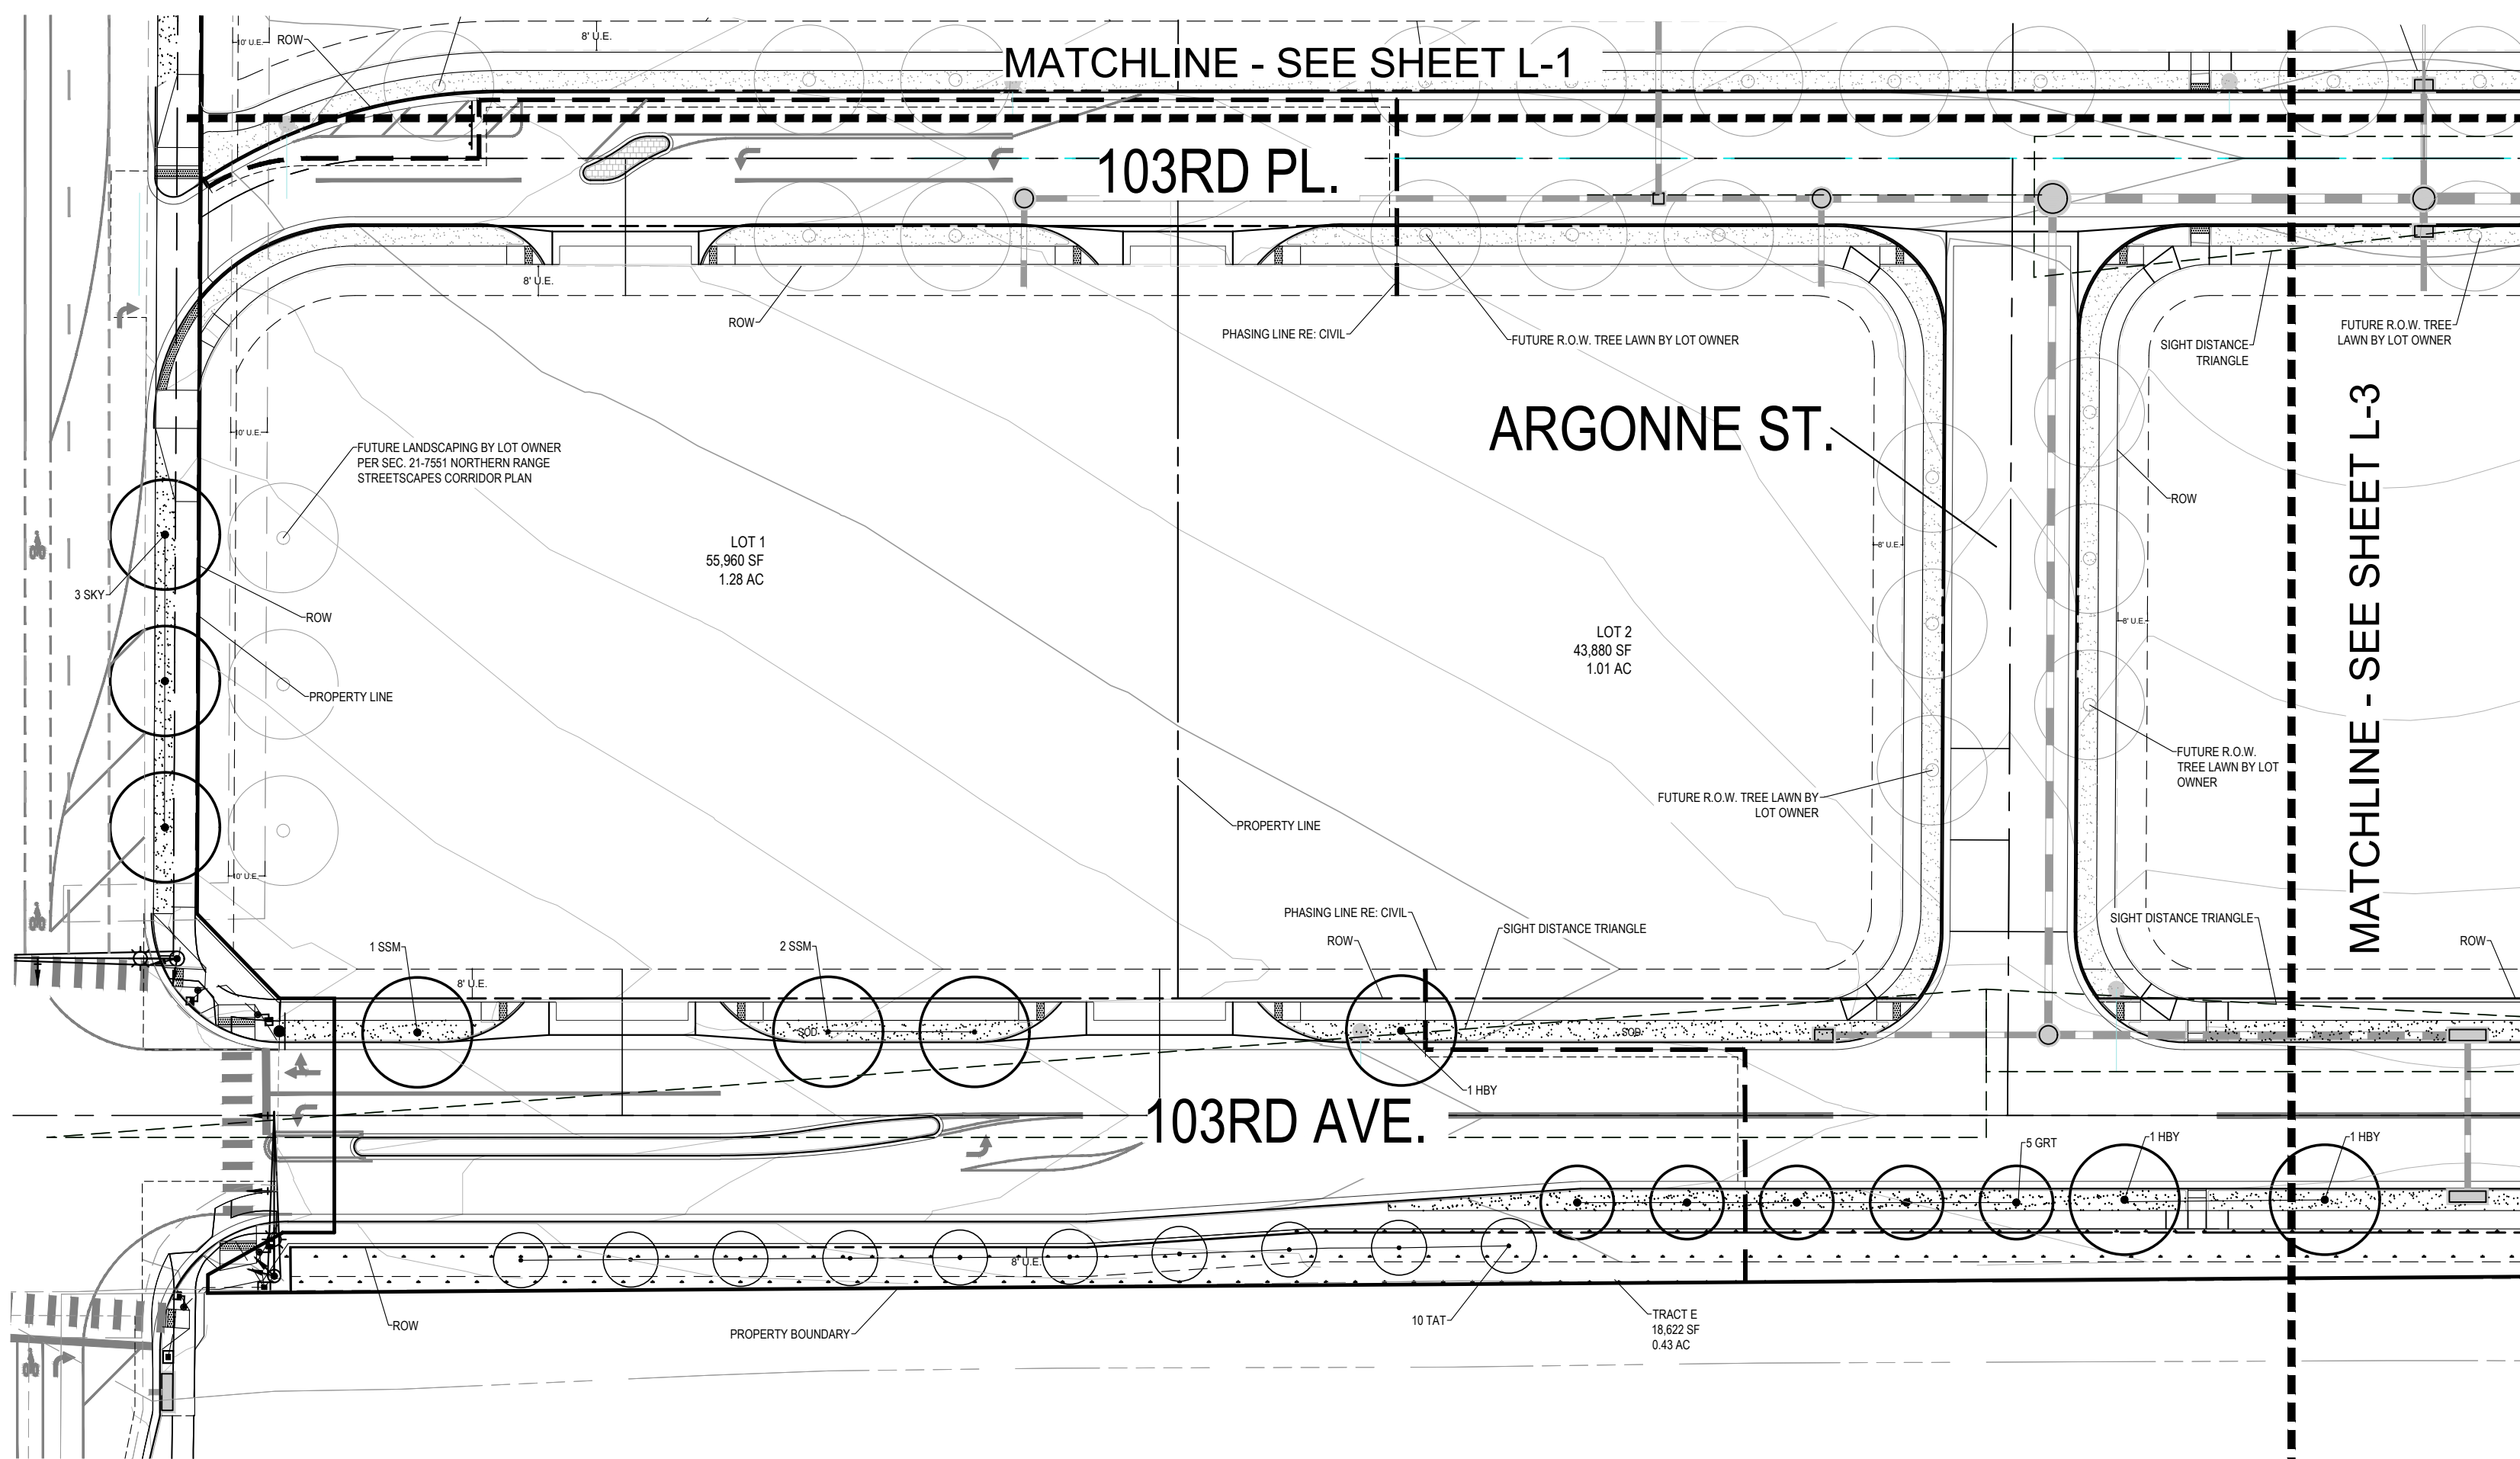 ROW
10' U.E.
8' U.E.
MATCHLINE - SEE SHEET L-1
103RD PL.
8' U.E.
ROW
PHASING LINE RE: CIVIL
FUTURE R.O.W. TREE LAWN BY LOT OWNER
SIGHT DISTANCE
TRIANGLE
FUTURE R.O.W. TREE
LAWN BY LOT OWNER
ARGONNE ST.
10' U.E.
FUTURE LANDSCAPING BY LOT OWNER
PER SEC. 21-7551 NORTHERN RANGE
STREETSCAPES CORRIDOR PLAN
ROW
MATCHLINE - SEE SHEET L-3
LOT 1
55,960 SF
1.28 AC
8' U.E.
3 SKY
ROW
8' U.E.
LOT 2
43,880 SF
1.01 AC
PROPERTY LINE
FUTURE R.O.W.
TREE LAWN BY LOT
OWNER
FUTURE R.O.W. TREE LAWN BY
LOT OWNER
PROPERTY LINE
10' U.E.
PHASING LINE RE: CIVIL
SIGHT DISTANCE TRIANGLE
SIGHT DISTANCE TRIANGLE
1 SSM
2 SSM
ROW
ROW
8' U.E.
SOD
SOD
1 HBY
103RD AVE.
5 GRT
1 HBY
1 HBY
8' U.E.
ROW
PROPERTY BOUNDARY
10 TAT
TRACT E
18,622 SF
0.43 AC